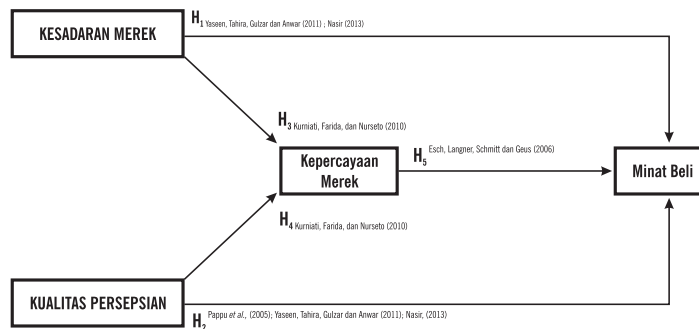 H1 Yaseen, Tahira, Gulzar dan Anwar (2011) ; Nasir (2013)
KESADARAN MEREK
H3 Kurniati, Farida, dan Nurseto (2010)
Kepercayaan
Merek
H5 Esch, Langner, Schmitt dan Geus (2006)
Minat Beli
H4 Kurniati, Farida, dan Nurseto (2010)
KUALITAS PERSEPSIAN
H2 Pappu et al., (2005); Yaseen, Tahira, Gulzar dan Anwar (2011); Nasir, (2013)